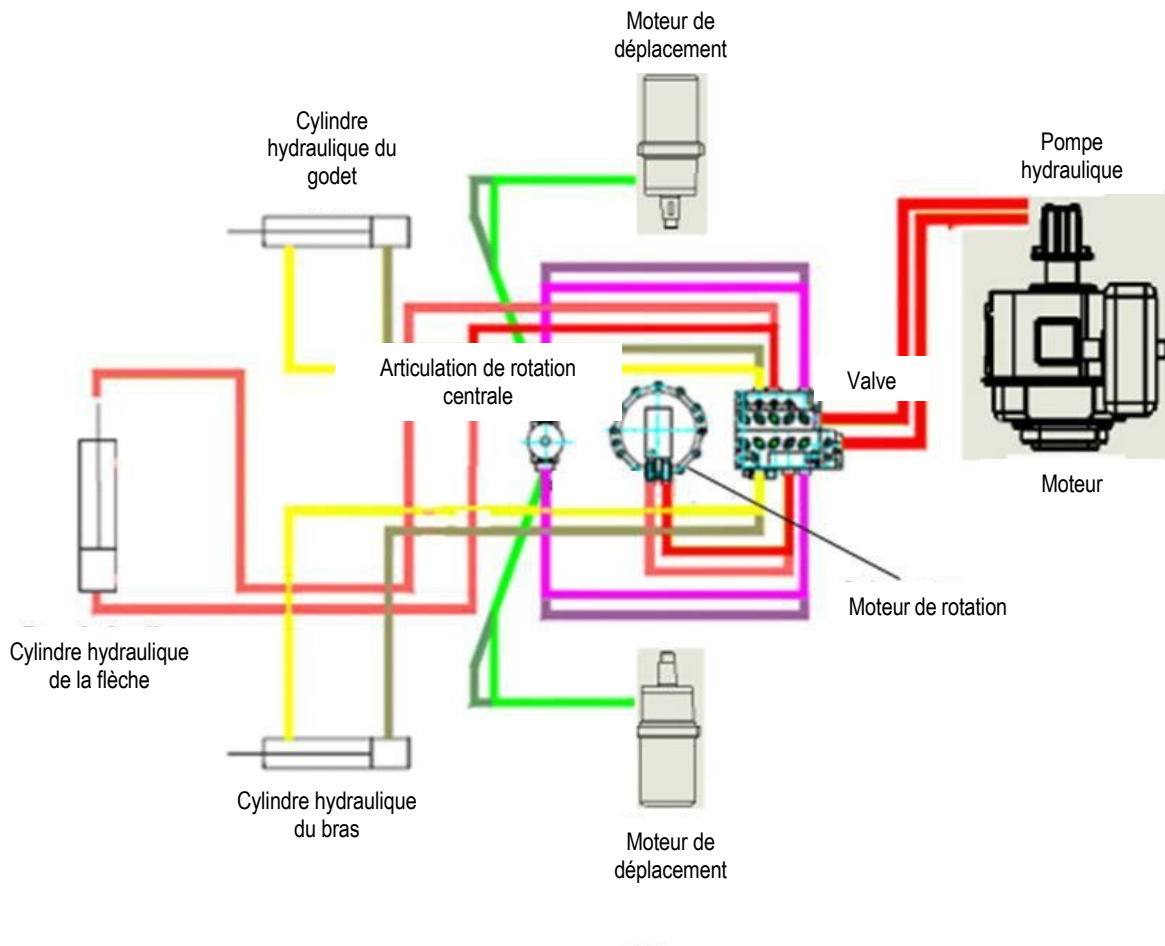 Moteur de
déplacement
Cylindre
hydraulique du
godet
Pompe
hydraulique
Articulation de rotation
centrale
Valve
Moteur
Moteur de rotation
Cylindre hydraulique
de la flèche
Cylindre hydraulique
du bras
Moteur de
déplacement